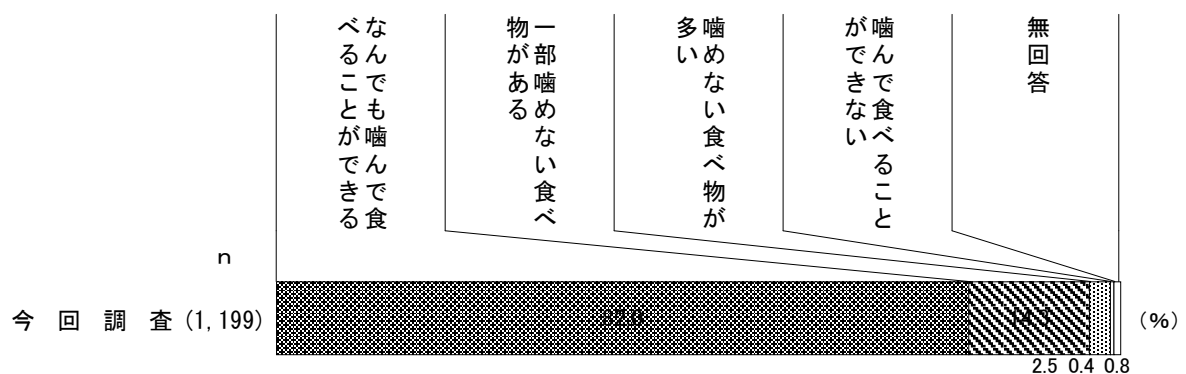 なんでも噛んで食
べることができる
一部噛めない食べ
物がある
噛めない食べ物が
多い
噛んで食べること
ができない
無回答
n
今回調査(1,199)
(%)
2.5 0.4 0.8